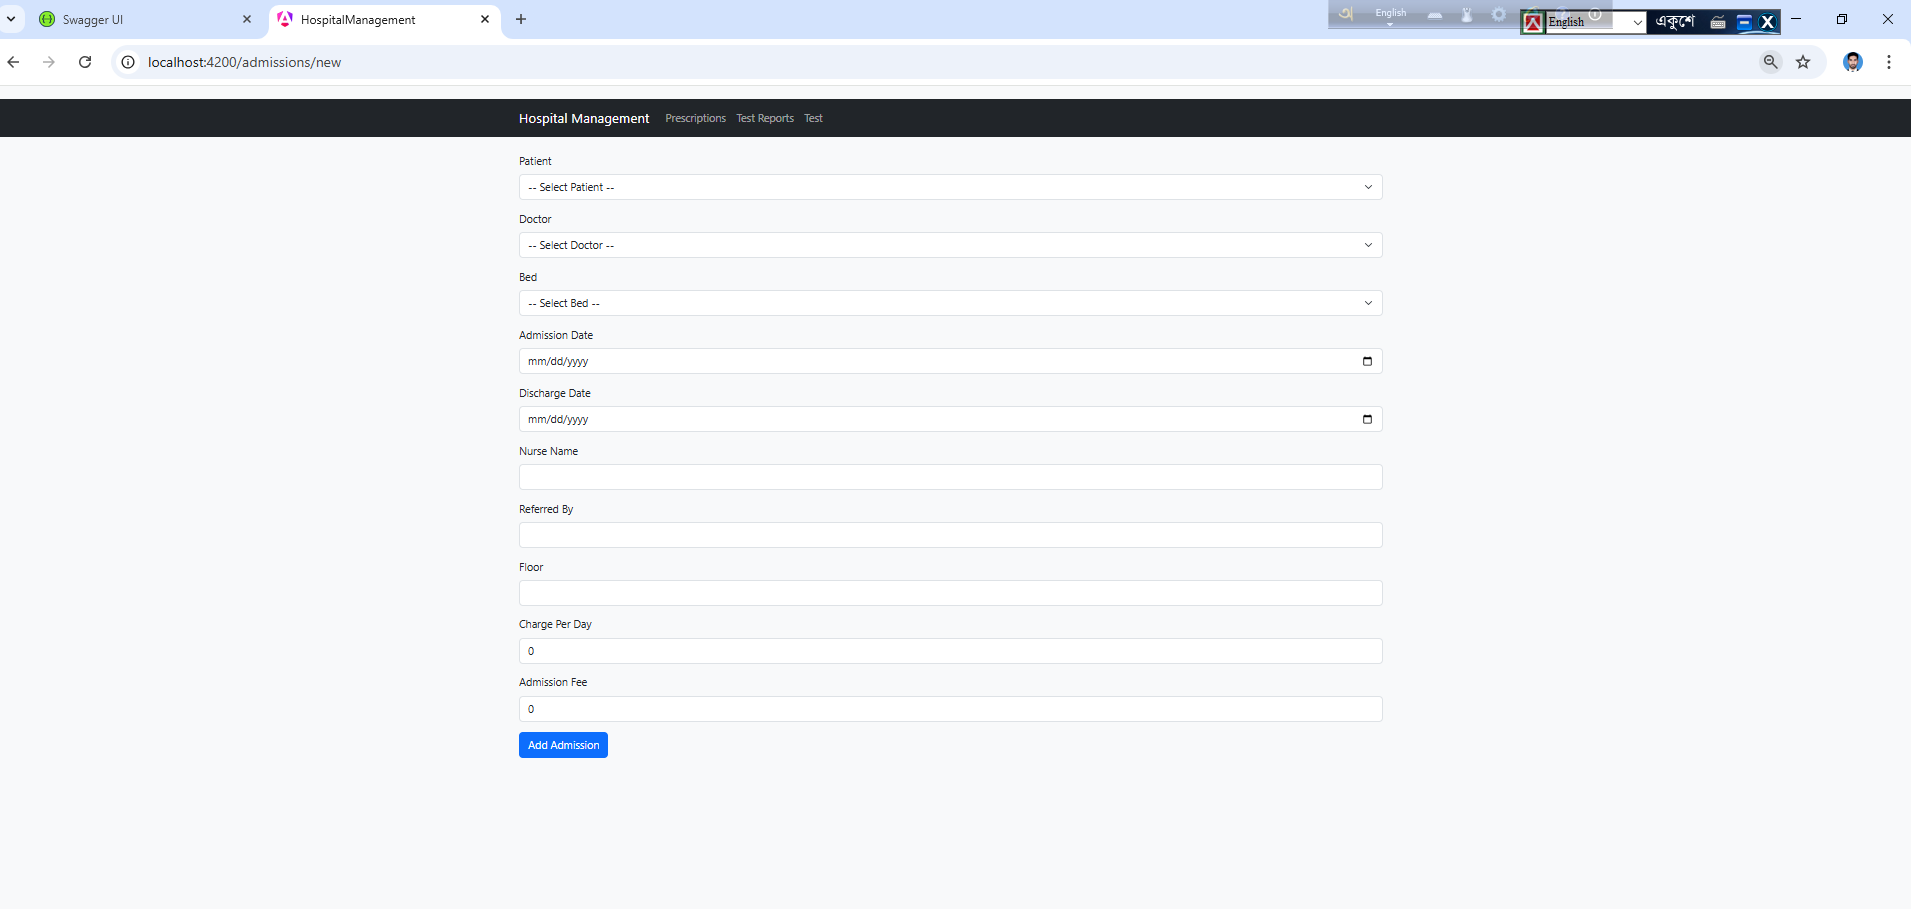 Swagger UI
HospitalManagement
English
English
একুশে
localhost:4200/admissions/new
Hospital Management
Prescriptions
Test Reports
Test
Patient
-- Select Patient --
Doctor
-- Select Doctor --
Bed
-- Select Bed --
Admission Date
mm/dd/yyyy
Discharge Date
mm/dd/yyyy
Nurse Name
Referred By
Floor
Charge Per Day
0
Admission Fee
0
Add Admission